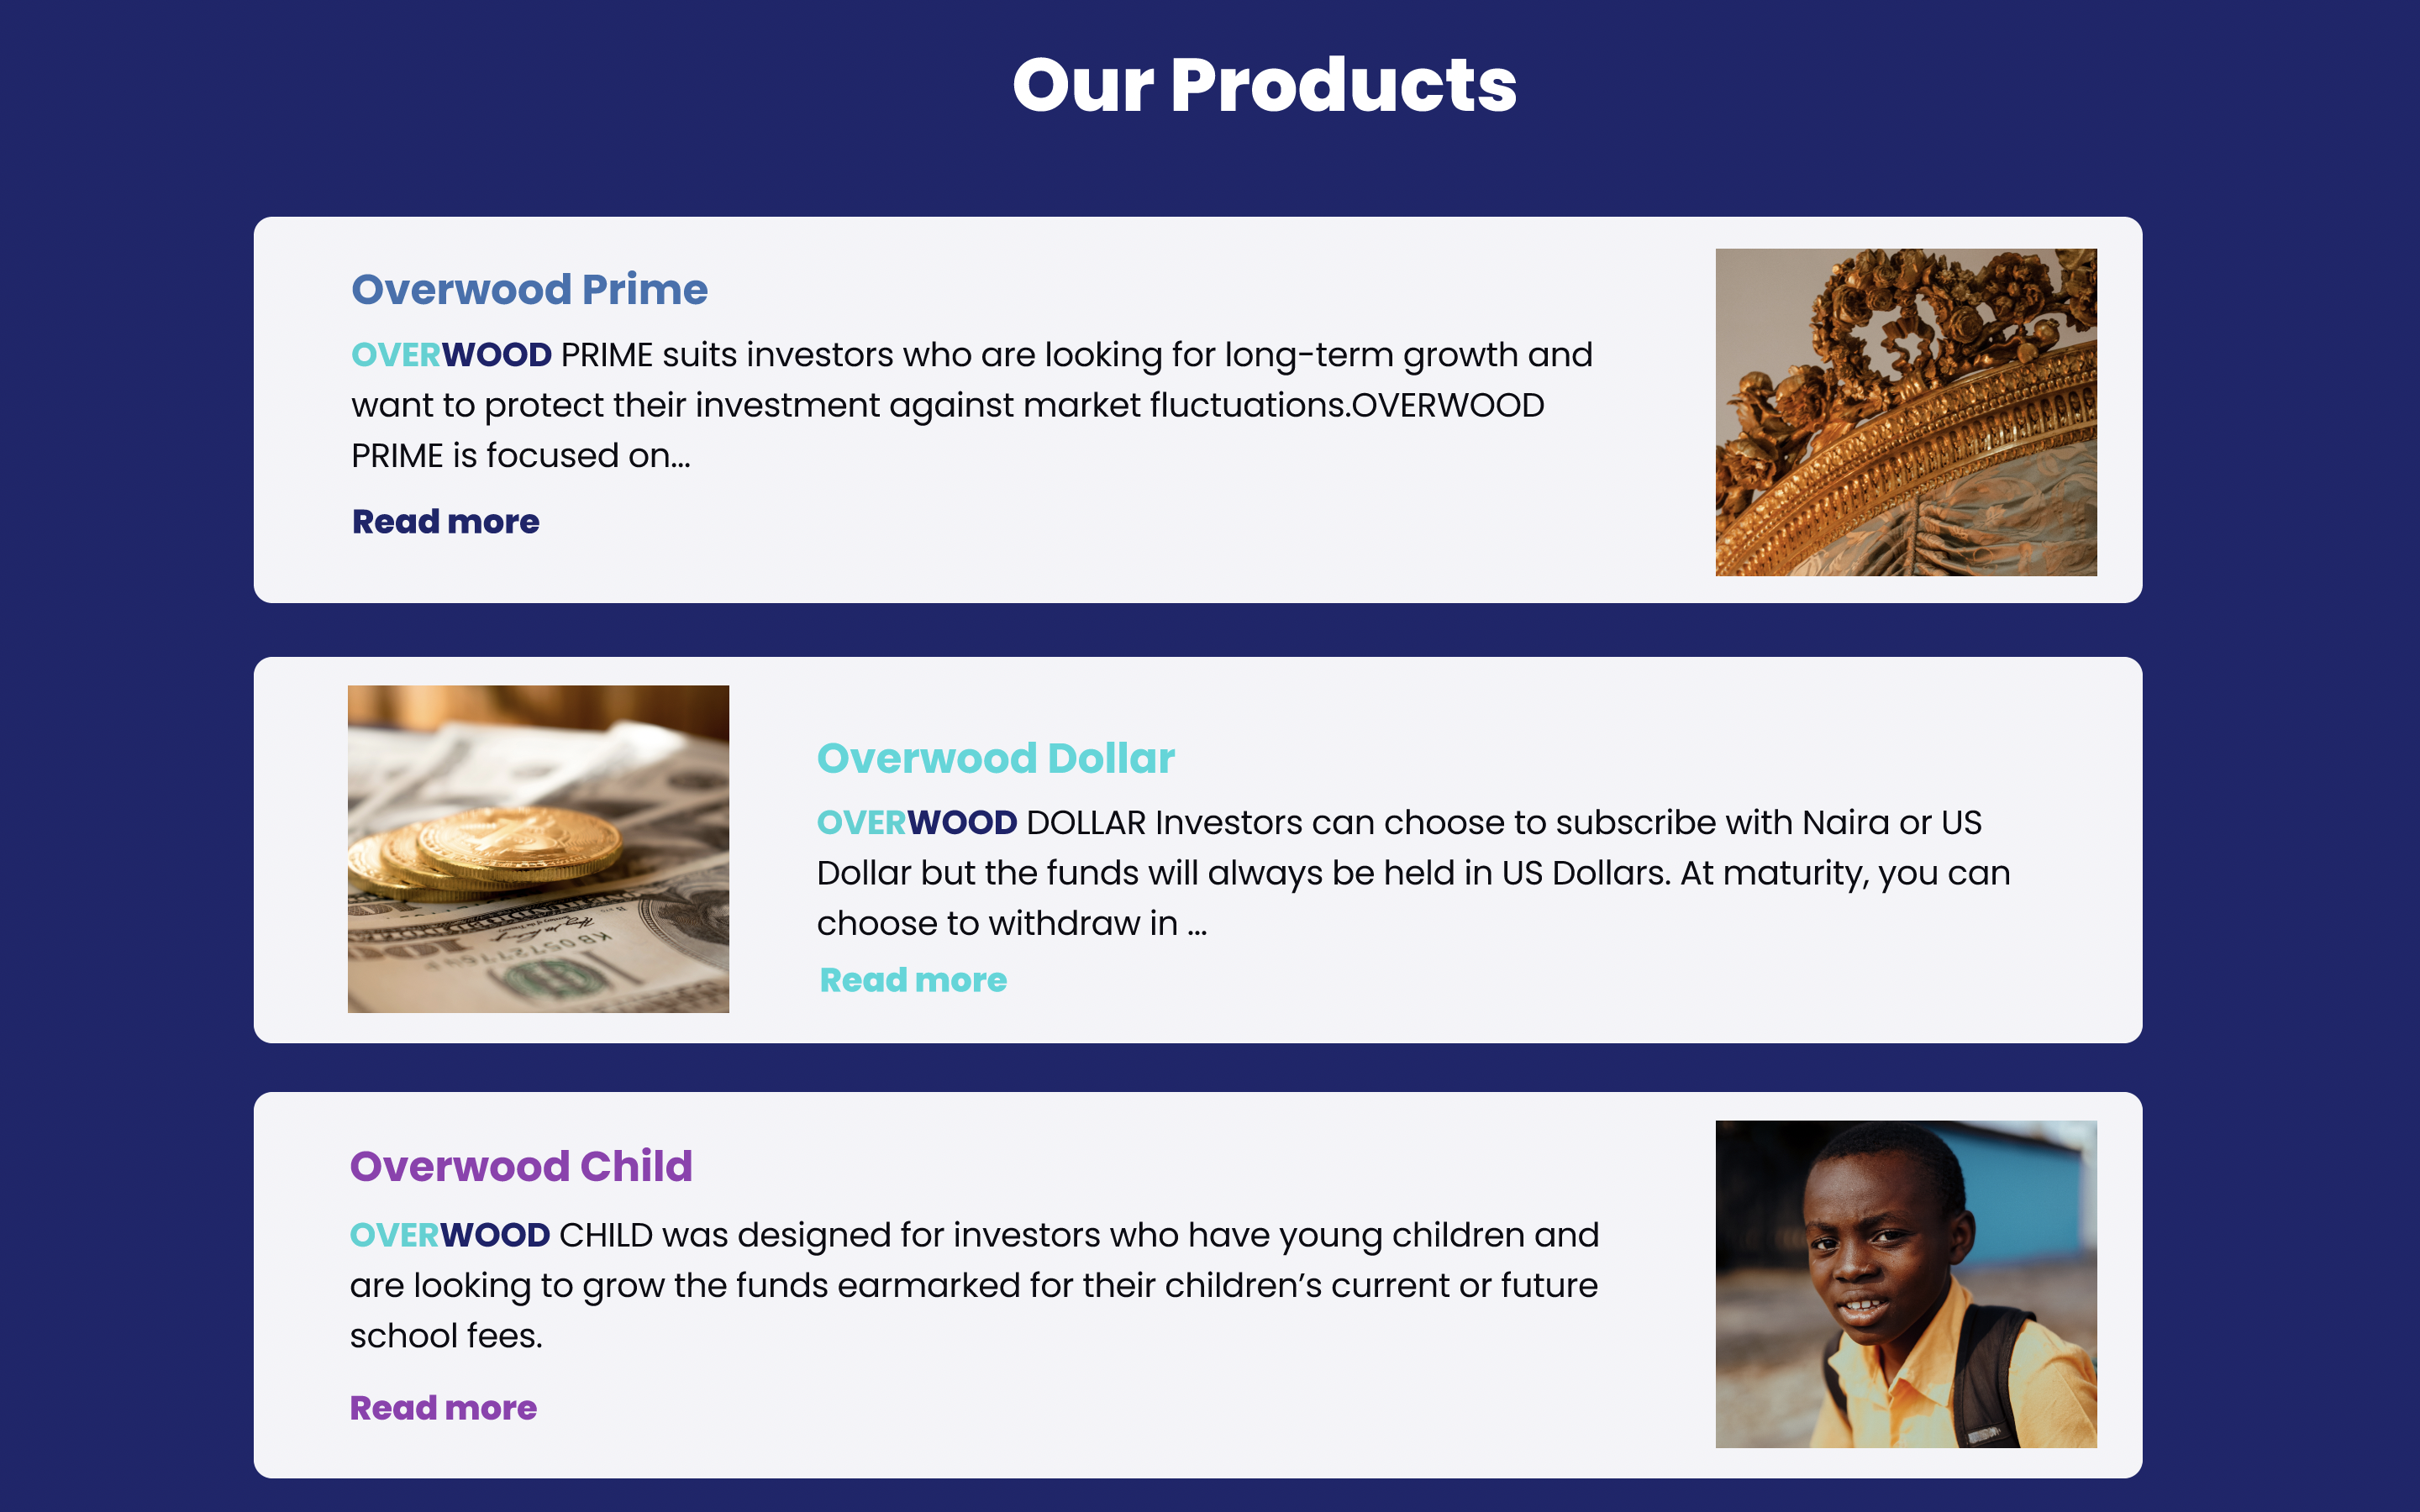 Our Products
Overwood Prime
OVERWOOD PRIME suits investors who are looking for long-term growth and
want to protect their investment against market fluctuations.OVERWOOD
PRIME is focused on...
Read more
Overwood Dollar
OVERWOOD DOLLAR Investors can choose to subscribe with Naira or US
Dollar but the funds will always be held in US Dollars. At maturity, you can
choose to withdraw in ...
Read more
Overwood Child
OVERWOOD CHILD was designed for investors who have young children and
are looking to grow the funds earmarked for their children’s current or future
school fees.
Read more